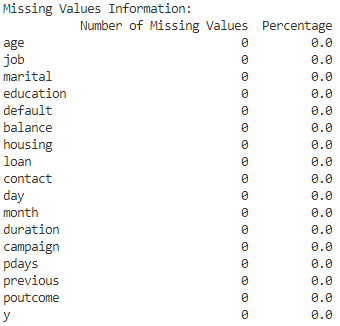 Missing Values Information:
Number of Missing Values Percentage
age 0 0.0
job 0 0.0
marital 0 0.0
education 0 0.0
default 0 0.0
balance 0 0.0
housing 0 0.0
loan 0 0.0
contact 0 0.0
day 0 0.0
month 0 0.0
duration 0 0.0
campaign 0 0.0
pdays 0 0.0
previous 0 0.0
poutcome 0 0.0
y 0 0.0